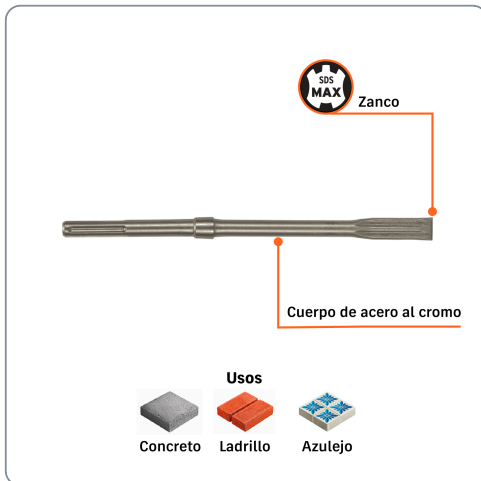 SDS
MAX
Zanco
Cuerpo de acero al cromo
Usos
Concreto Ladrillo Azulejo